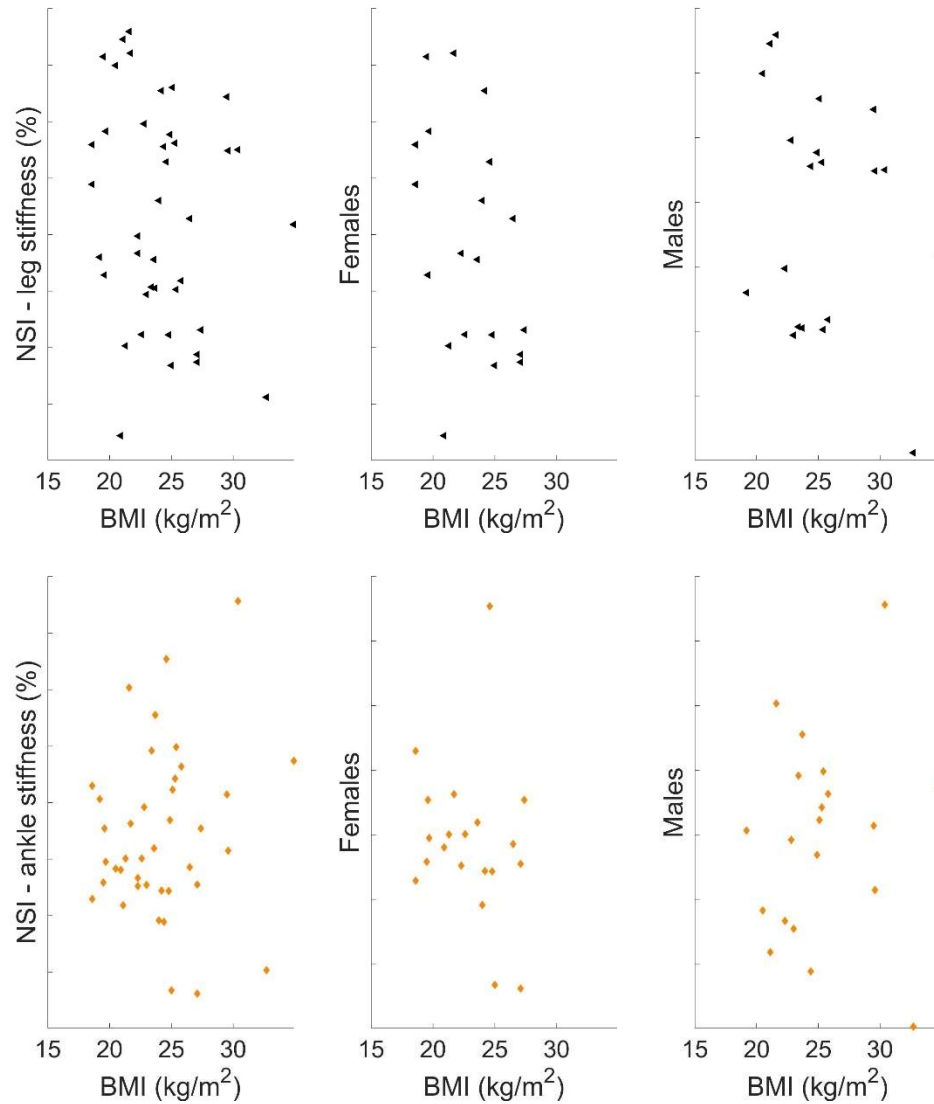 NSI - leg stiffness (%)
15 20 25 30
BMI (kg/m²)
Females
15 20 25 30
BMI (kg/m²)
Males
15 20 25 30
BMI (kg/m²)
NSI - ankle stiffness (%)
15 20 25 30
BMI (kg/m²)
Females
15 20 25 30
BMI (kg/m²)
Males
15 20 25 30
BMI (kg/m²)